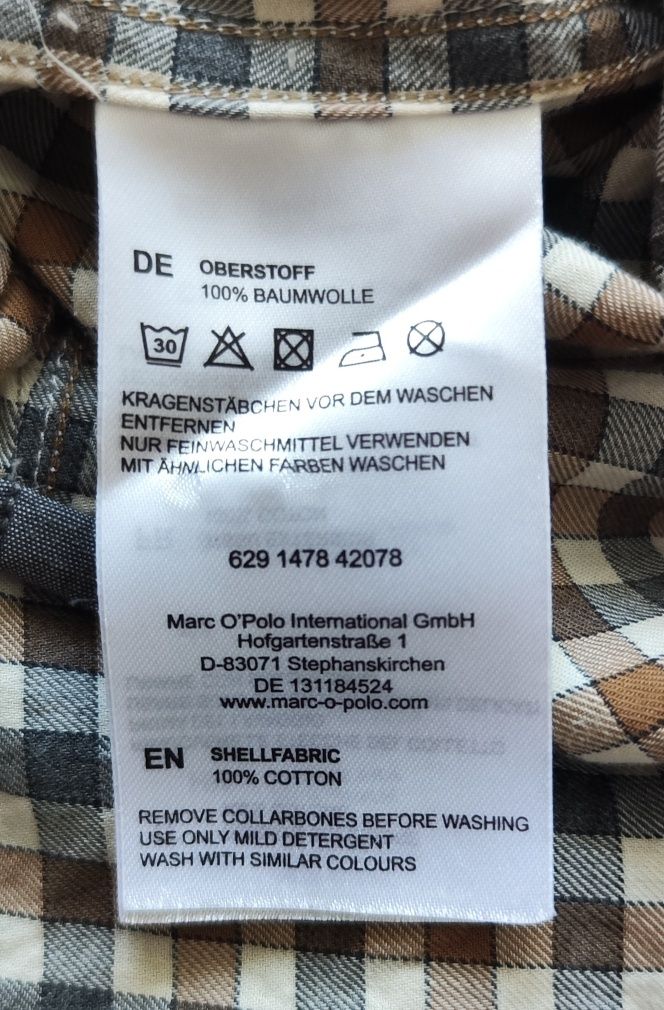 DE OBERSTOFF
100% BAUMWOLLE
30
KRAGENSTÄBCHEN VOR DEM WASCHEN
ENTFERNEN
NUR FEINWASCHMITTEL VERWENDEN
MIT ÄHNLICHEN FARBEN WASCHEN
629 1478 42078
Marc O'Polo International GmbH
Hofgartenstraße 1
D-83071 Stephanskirchen
DE 131184524
www.marc-o-polo.com
EN SHELLFABRIC
100% COTTON
REMOVE COLLARBONES BEFORE WASHING
USE ONLY MILD DETERGENT
WASH WITH SIMILAR COLOURS